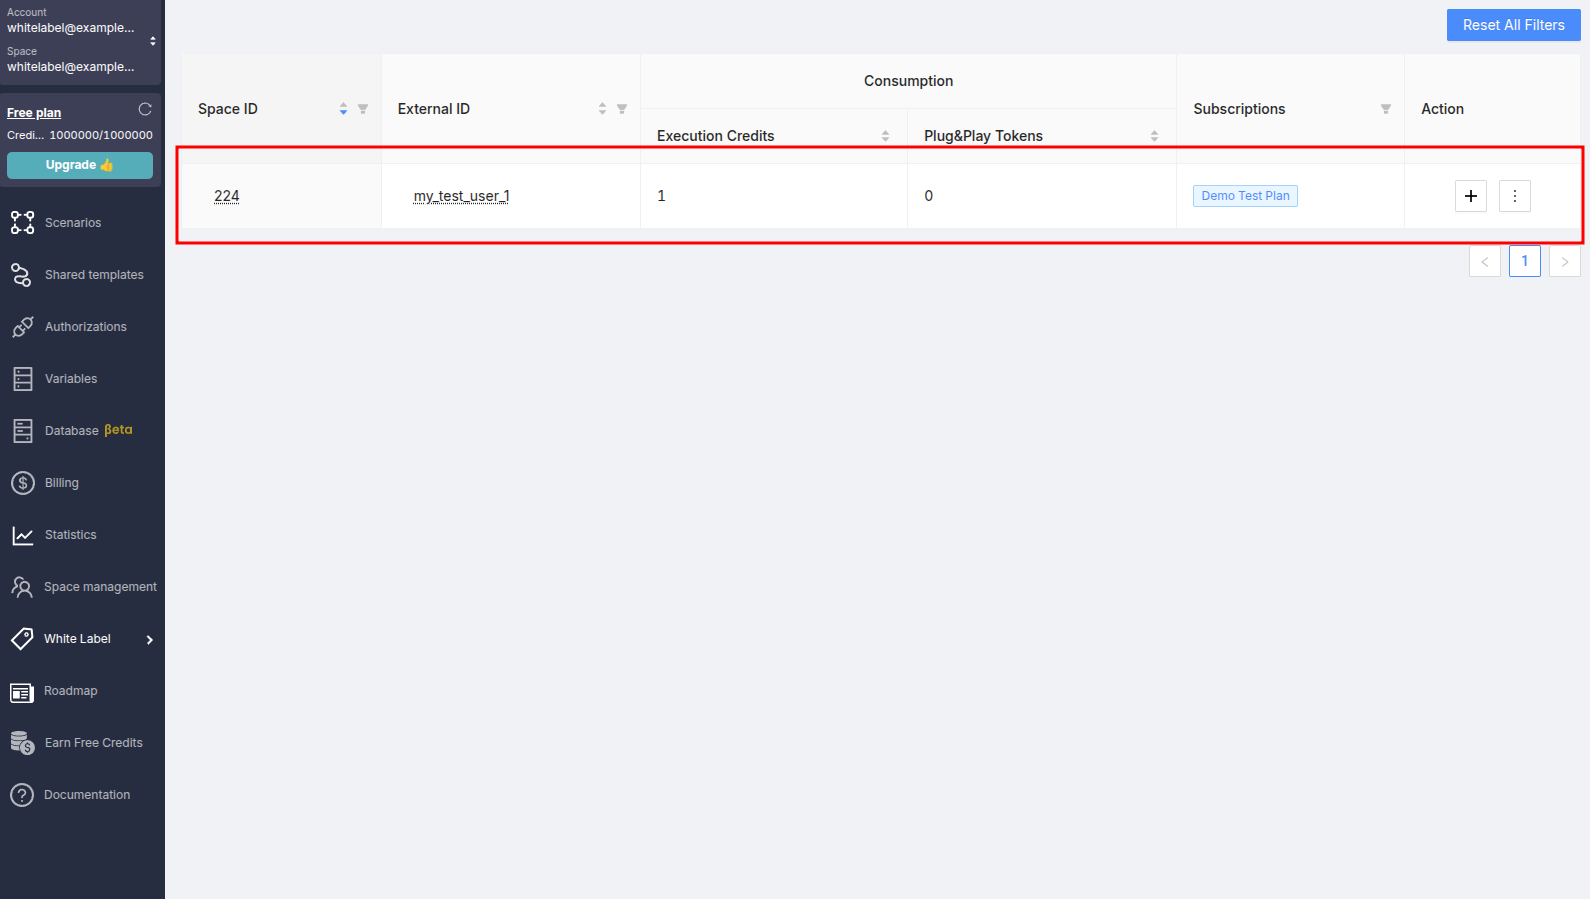 Account
whitelabel@example...
Space
whitelabel@example...
Free plan
Credi... 1000000/1000000
Upgrade 👍
Scenarios
Shared templates
Authorizations
Variables
Database βeta
Billing
Statistics
Space management
White Label
Roadmap
Earn Free Credits
Documentation
Reset All Filters
Space ID External ID Consumption Subscriptions Action
Execution Credits Plug&Play Tokens
224 my_test_user_1 1 0 Demo Test Plan + ⋮
< 1 >